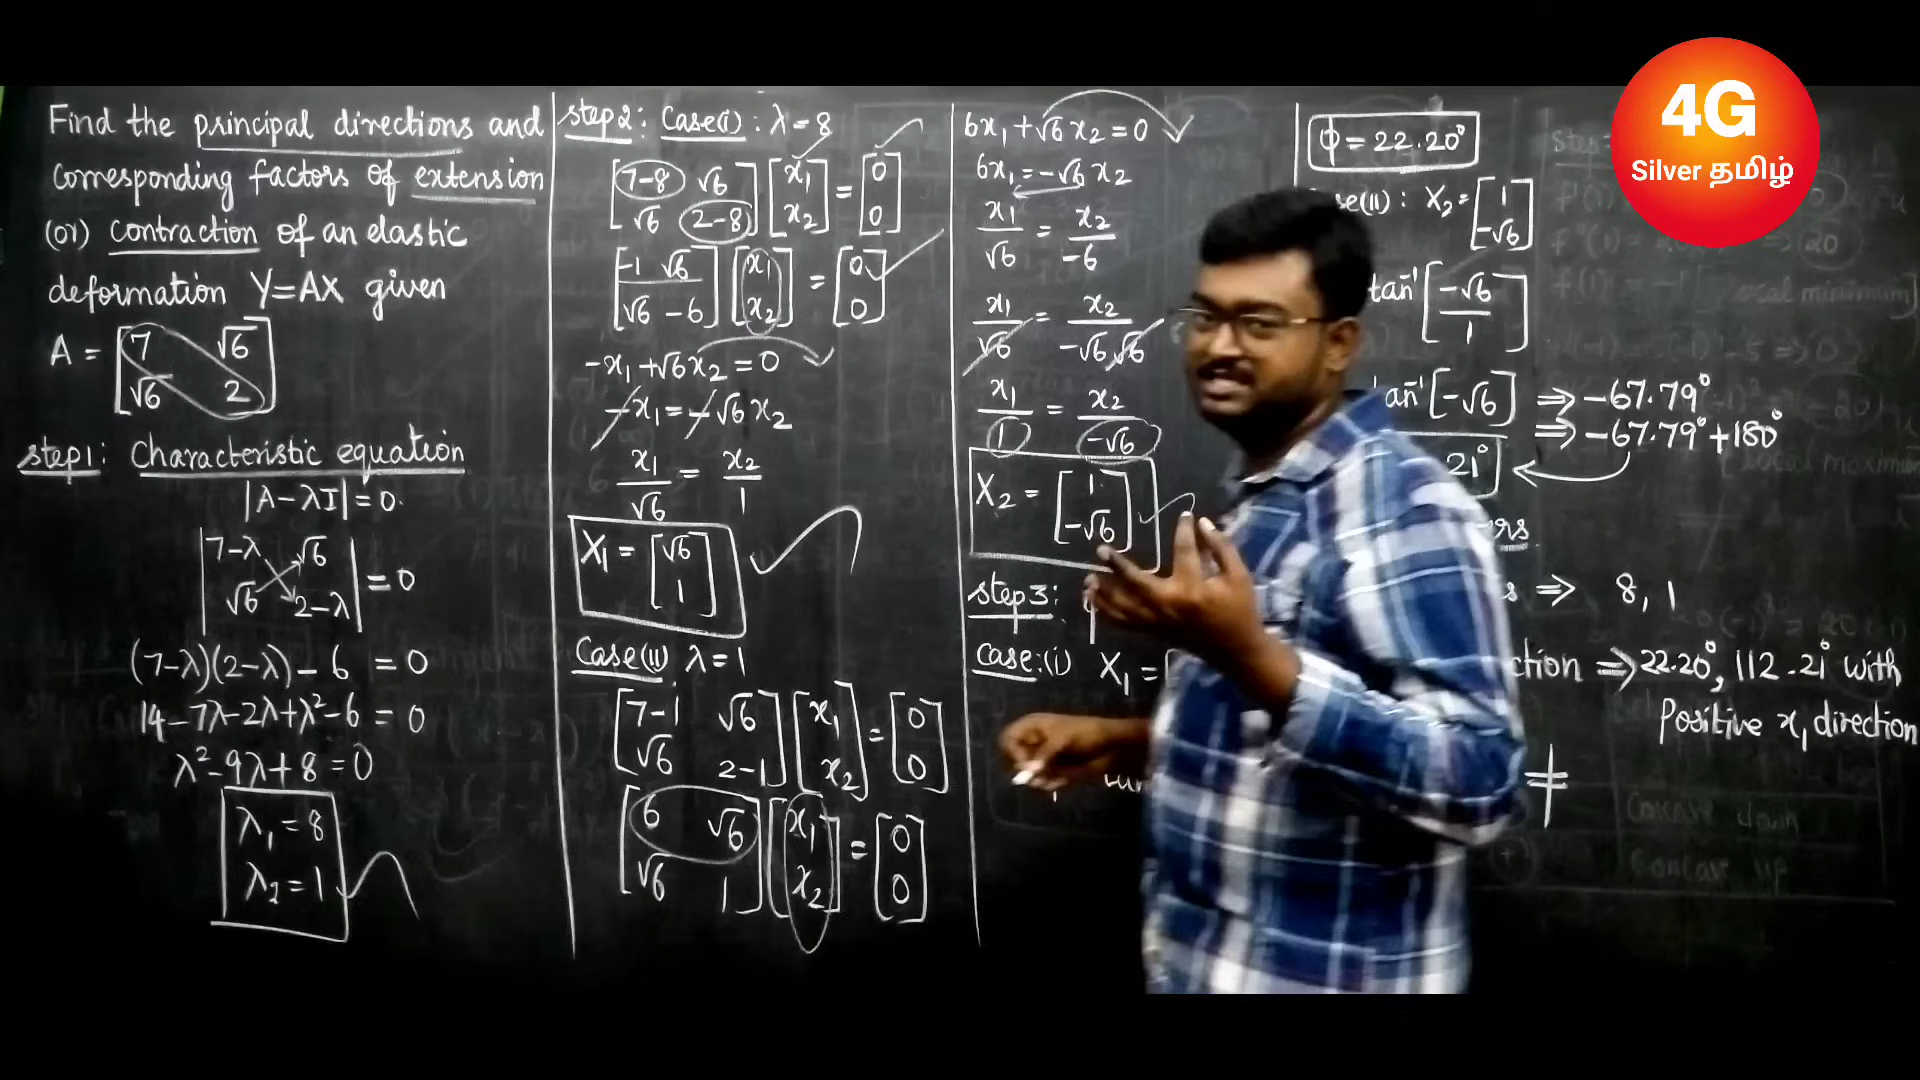 Find the principal directions and
corresponding factors of extension
(or) contraction of an elastic
deformation Y=AX given
A = [7 √6
√6 2]
step1: Characteristic equation
|A-λI|=0.
|7-λ √6
√6 2-λ| =0
(7-λ)(2-λ) - 6 =0
14-7λ-2λ+λ²-6 =0
λ²-9λ+8=0
λ₁=8
λ₂=1
step2: Case(i): λ=8
[7-8 √6
√6 2-8] [x₁
x₂] = [0
0]
[-1 √6
√6 -6] [x₁
x₂] = [0
0]
-x₁+√6x₂=0
-x₁=-√6x₂
x₁/√6 = x₂/1
X₁ = [√6
1]
Case(ii) λ=1
[7-1 √6
√6 2-1] [x₁
x₂] = [0
0]
[6 √6
√6 1] [x₁
x₂] = [0
0]
6x₁+√6x₂=0
6x₁=-√6x₂
x₁/√6 = x₂/-6
x₁/√6 = x₂/-√6√6
x₁/1 = x₂/-√6
X₂ = [1
-√6]
step3:
case:(i) X₁ =
ϕ=22.20°
X₂= [1
-√6]
tan⁻¹[-√6/1]
[-√6] ⇒ -67.79°
⇒ -67.79°+180°
21°
⇒ 8, 1
⇒ 22.20°, 112.21° with
Positive x₁ direction
4G
Silver தமிழ்